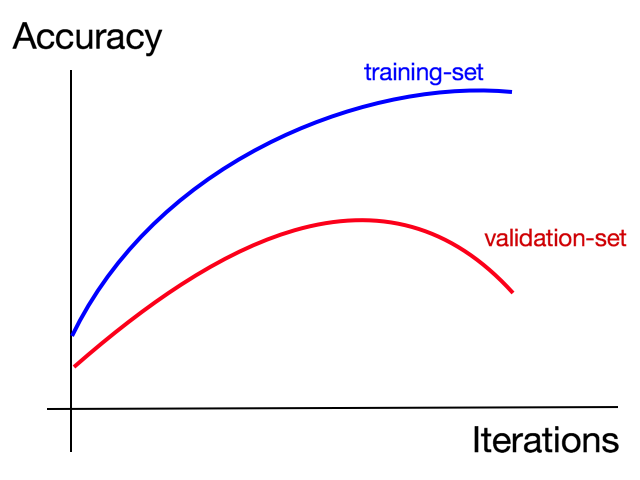 Accuracy
training-set
validation-set
Iterations